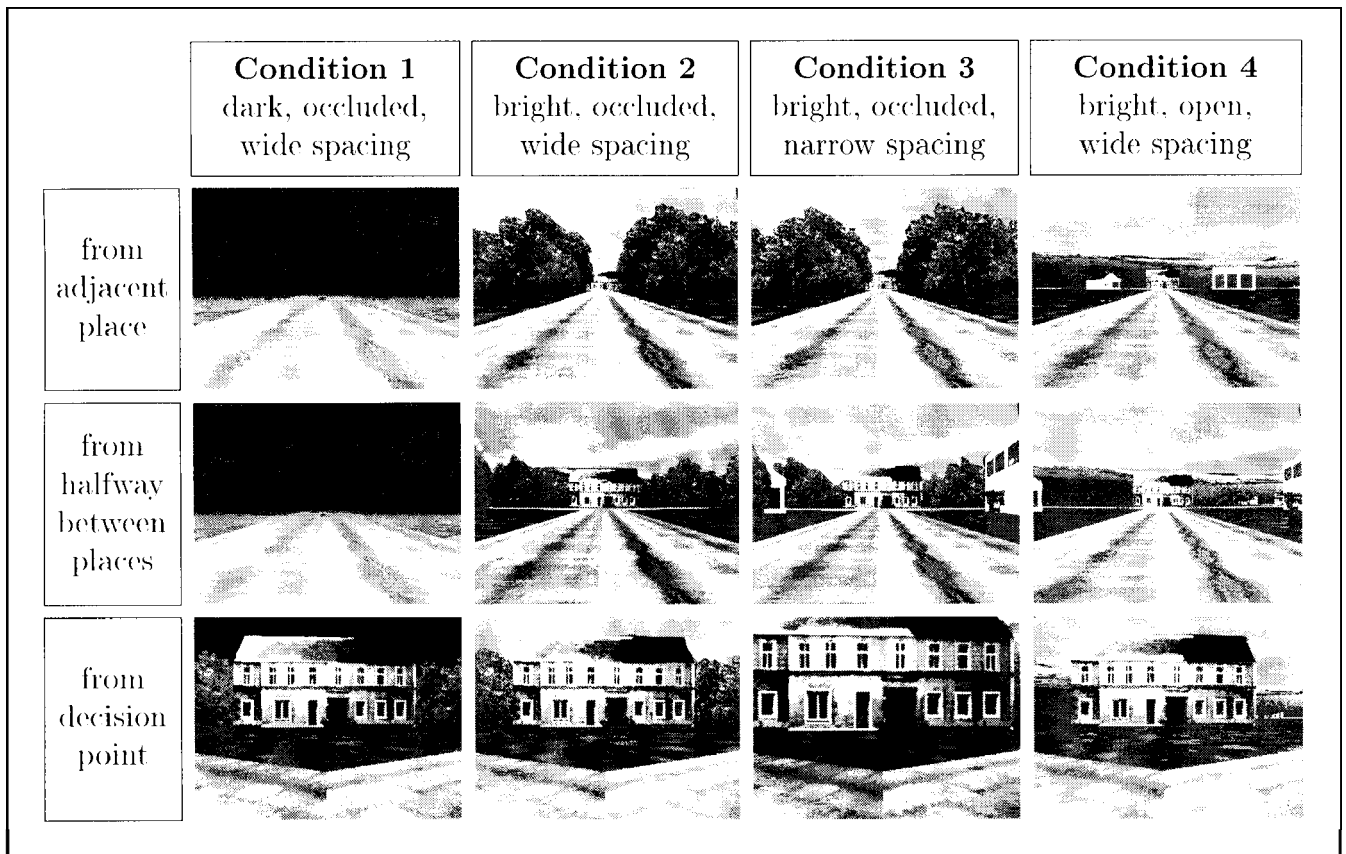 Condition 1
dark, occluded,
wide spacing
Condition 2
bright, occluded,
wide spacing
Condition 3
bright, occluded,
narrow spacing
Condition 4
bright, open,
wide spacing
from
adjacent
place
from
halfway
between
places
from
decision
point